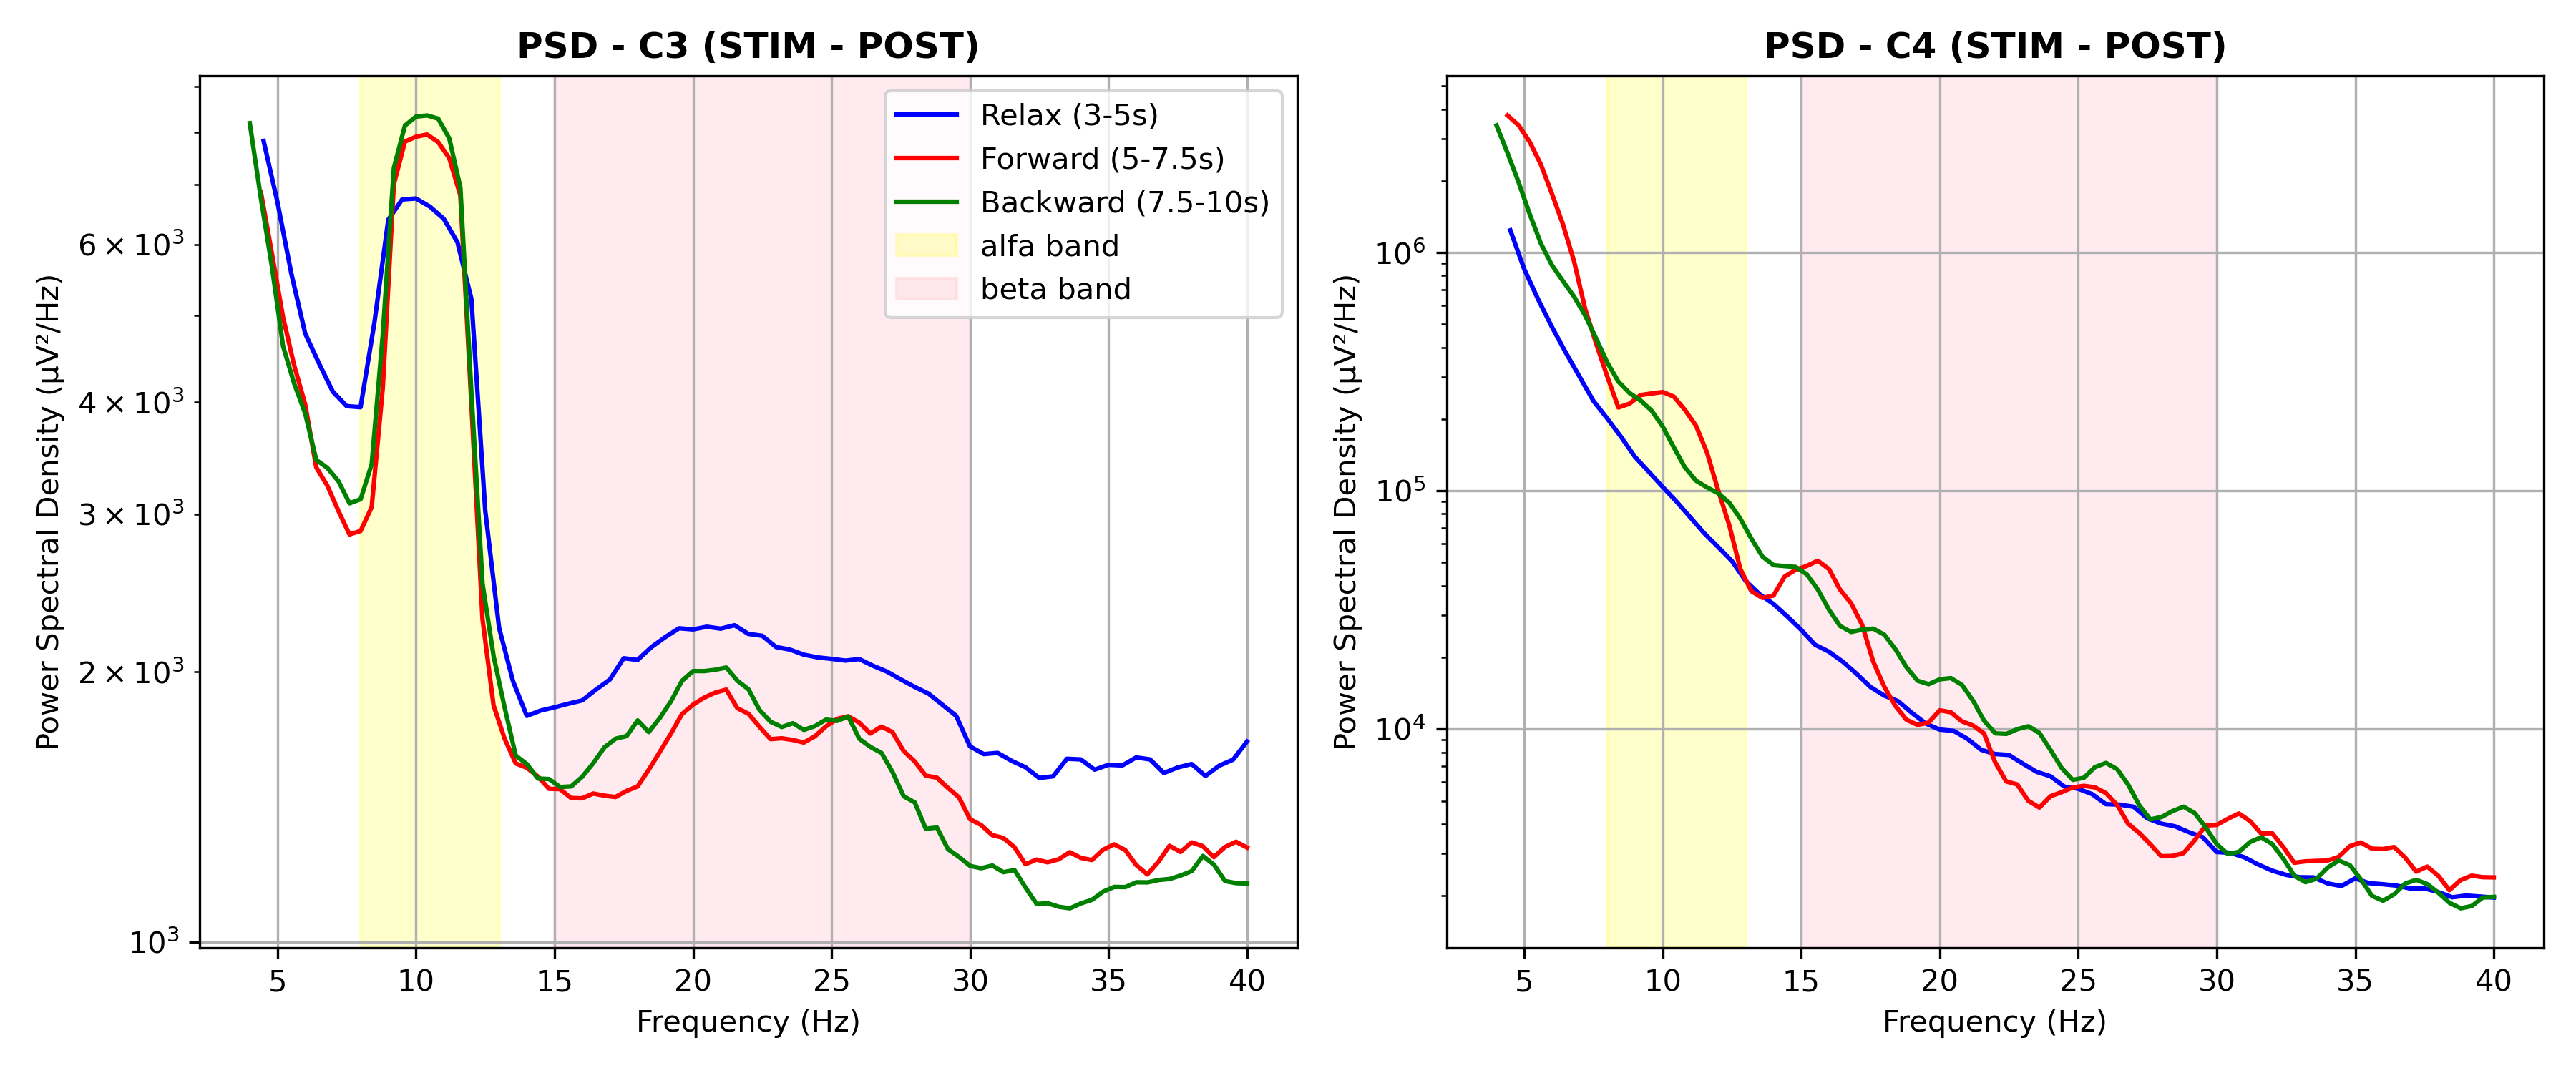 PSD - C3 (STIM - POST)
Power Spectral Density (µV²/Hz)
6 × 10³
4 × 10³
3 × 10³
2 × 10³
10³
5 10 15 20 25 30 35 40
Frequency (Hz)
Relax (3-5s)
Forward (5-7.5s)
Backward (7.5-10s)
alfa band
beta band
PSD - C4 (STIM - POST)
Power Spectral Density (µV²/Hz)
10⁶
10⁵
10⁴
5 10 15 20 25 30 35 40
Frequency (Hz)